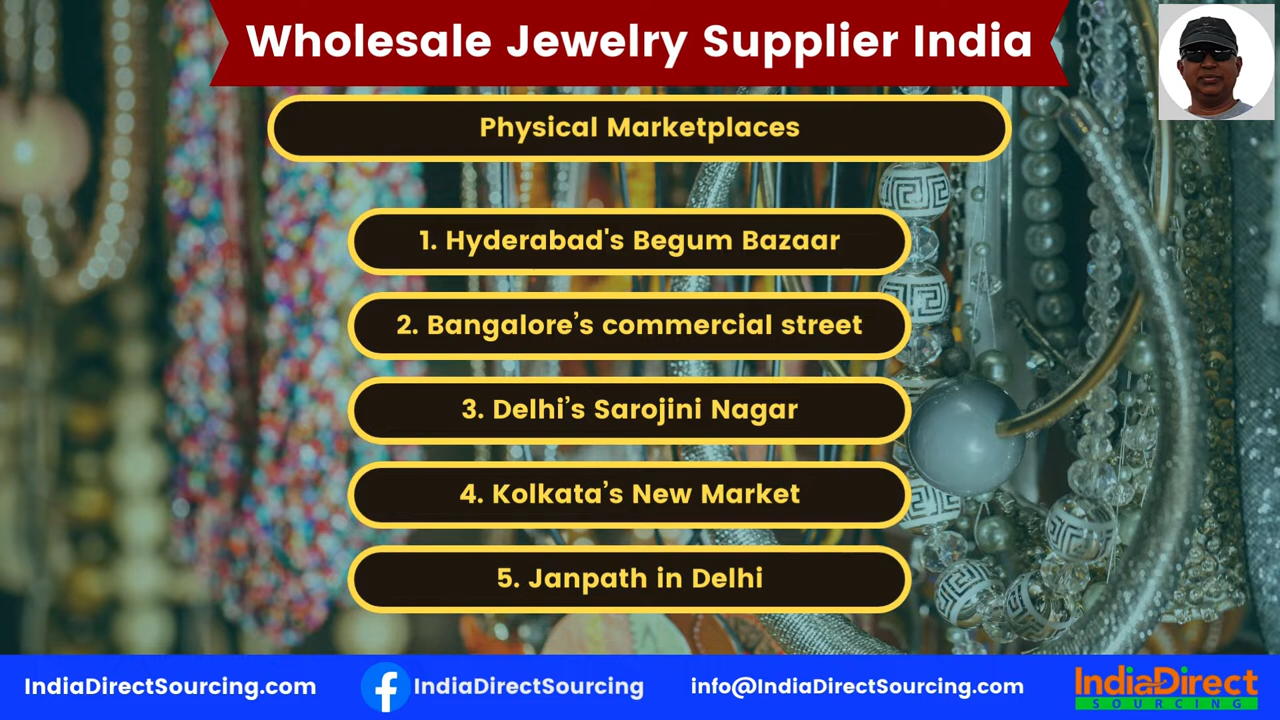 Wholesale Jewelry Supplier India
Physical Marketplaces
1. Hyderabad's Begum Bazaar
2. Bangalore’s commercial street
3. Delhi’s Sarojini Nagar
4. Kolkata’s New Market
5. Janpath in Delhi
IndiaDirectSourcing.com
IndiaDirectSourcing
info@IndiaDirectSourcing.com
IndiaDirect
SOURCING